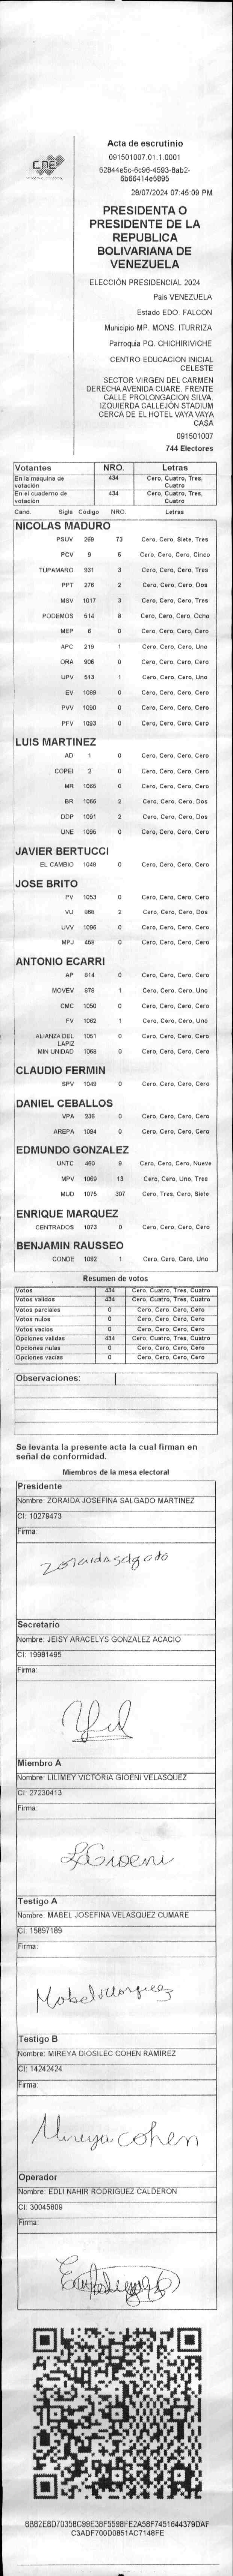 CNE
Acta de escrutinio
091501007.01.1.0001
62844e5c-6c96-4593-8ab2-
6b66414e5895
28/07/2024 07:45:09 PM
PRESIDENTA O
PRESIDENTE DE LA
REPUBLICA
BOLIVARIANA DE
VENEZUELA
ELECCIÓN PRESIDENCIAL 2024
Pais VENEZUELA
Estado EDO. FALCON
Municipio MP. MONS. ITURRIZA
Parroquia PQ. CHICHIRIVICHE
CENTRO EDUCACION INICIAL
CELESTE
SECTOR VIRGEN DEL CARMEN
DERECHA AVENIDA CUARE. FRENTE
CALLE PROLONGACION SILVA.
IZQUIERDA CALLEJÓN STADIUM
CERCA DE EL HOTEL VAYA VAYA
CASA
091501007
744 Electores
Votantes NRO. Letras
En la máquina de votación 434 Cero, Cuatro, Tres, Cuatro
En el cuaderno de votación 434 Cero, Cuatro, Tres, Cuatro
Cand. Sigla Código NRO. Letras
NICOLAS MADURO
PSUV 269 73 Cero, Cero, Siete, Tres
PCV 9 5 Cero, Cero, Cero, Cinco
TUPAMARO 931 3 Cero, Cero, Cero, Tres
PPT 276 2 Cero, Cero, Cero, Dos
MSV 1017 3 Cero, Cero, Cero, Tres
PODEMOS 514 8 Cero, Cero, Cero, Ocho
MEP 6 0 Cero, Cero, Cero, Cero
APC 219 1 Cero, Cero, Cero, Uno
ORA 906 0 Cero, Cero, Cero, Cero
UPV 513 1 Cero, Cero, Cero, Uno
EV 1089 0 Cero, Cero, Cero, Cero
PVV 1090 0 Cero, Cero, Cero, Cero
PFV 1093 0 Cero, Cero, Cero, Cero
LUIS MARTINEZ
AD 1 0 Cero, Cero, Cero, Cero
COPEI 2 0 Cero, Cero, Cero, Cero
MR 1065 0 Cero, Cero, Cero, Cero
BR 1066 2 Cero, Cero, Cero, Dos
DDP 1091 2 Cero, Cero, Cero, Dos
UNE 1095 0 Cero, Cero, Cero, Cero
JAVIER BERTUCCI
EL CAMBIO 1048 0 Cero, Cero, Cero, Cero
JOSE BRITO
PV 1053 0 Cero, Cero, Cero, Cero
VU 868 2 Cero, Cero, Cero, Dos
UVV 1096 0 Cero, Cero, Cero, Cero
MPJ 458 0 Cero, Cero, Cero, Cero
ANTONIO ECARRI
AP 814 0 Cero, Cero, Cero, Cero
MOVEV 878 1 Cero, Cero, Cero, Uno
CMC 1050 0 Cero, Cero, Cero, Cero
FV 1062 1 Cero, Cero, Cero, Uno
ALIANZA DEL LAPIZ 1061 0 Cero, Cero, Cero, Cero
MIN UNIDAD 1068 0 Cero, Cero, Cero, Cero
CLAUDIO FERMIN
SPV 1049 0 Cero, Cero, Cero, Cero
DANIEL CEBALLOS
VPA 236 0 Cero, Cero, Cero, Cero
AREPA 1094 0 Cero, Cero, Cero, Cero
EDMUNDO GONZALEZ
UNTC 460 9 Cero, Cero, Cero, Nueve
MPV 1069 13 Cero, Cero, Uno, Tres
MUD 1075 307 Cero, Tres, Cero, Siete
ENRIQUE MARQUEZ
CENTRADOS 1073 0 Cero, Cero, Cero, Cero
BENJAMIN RAUSSEO
CONDE 1092 1 Cero, Cero, Cero, Uno
Resumen de votos
Votos 434 Cero, Cuatro, Tres, Cuatro
Votos validos 434 Cero, Cuatro, Tres, Cuatro
Votos parciales 0 Cero, Cero, Cero, Cero
Votos nulos 0 Cero, Cero, Cero, Cero
Votos vacios 0 Cero, Cero, Cero, Cero
Opciones validas 434 Cero, Cuatro, Tres, Cuatro
Opciones nulas 0 Cero, Cero, Cero, Cero
Opciones vacias 0 Cero, Cero, Cero, Cero
Observaciones:
Se levanta la presente acta la cual firman en
señal de conformidad.
Miembros de la mesa electoral
Presidente
Nombre: ZORAIDA JOSEFINA SALGADO MARTINEZ
CI: 10279473
Firma:
Zoraida Salgado
Secretario
Nombre: JEISY ARACELYS GONZALEZ ACACIO
CI: 19981495
Firma:
Miembro A
Nombre: LILIMEY VICTORIA GIOENI VELASQUEZ
CI: 27230413
Firma:
LGioeni
Testigo A
Nombre: MABEL JOSEFINA VELASQUEZ CUMARE
CI: 15897189
Firma:
Mabel Velasquez
Testigo B
Nombre: MIREYA DIOSILEC COHEN RAMIREZ
CI: 14242424
Firma:
Mireya Cohen
Operador
Nombre: EDLI NAHIR RODRIGUEZ CALDERON
CI: 30045809
Firma:
6B82E8D70358C99E38F5598FE2A58F7451644379DAF
C3ADF700D0851AC7148FE